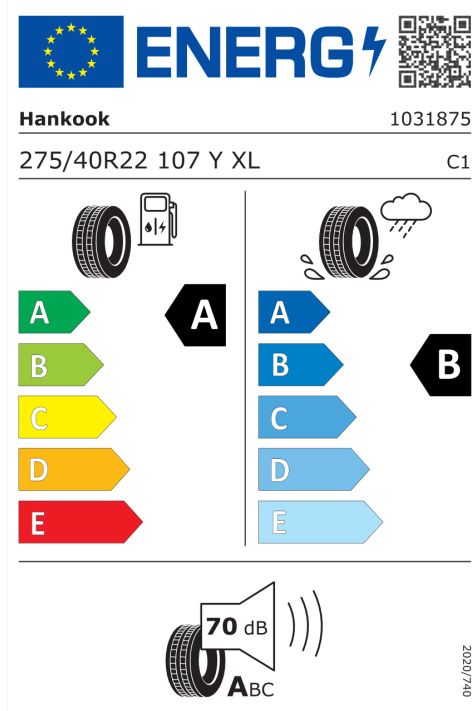 ENERG
Hankook 1031875
275/40R22 107 Y XL C1
A A
B
C
D
E
A
B B
C
D
E
70 dB
ABC
2020/740